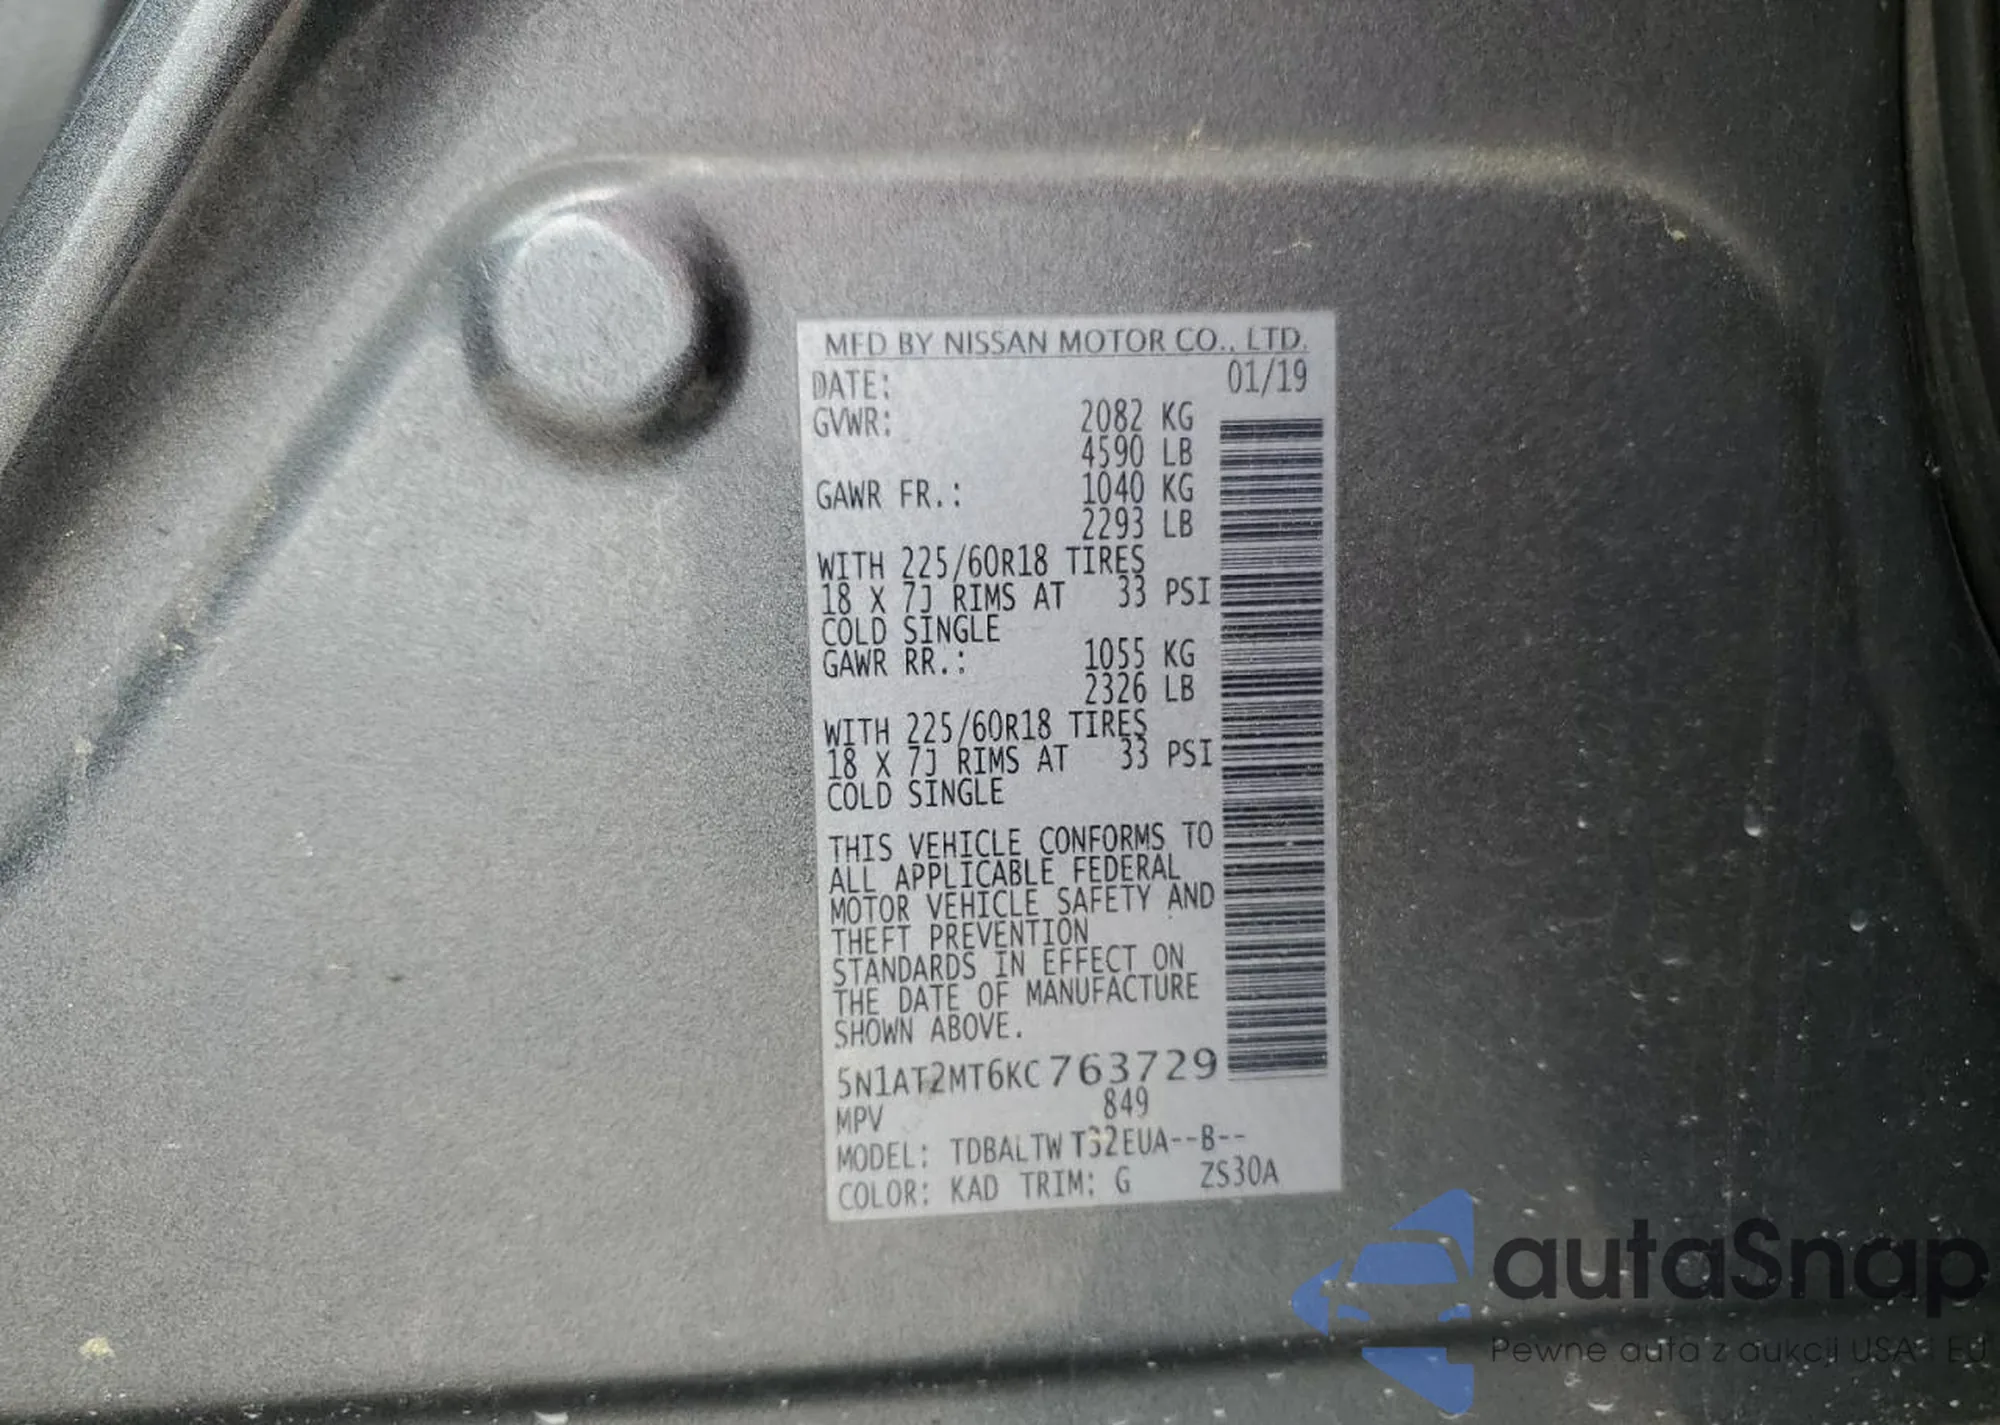 MFD BY NISSAN MOTOR CO., LTD.
DATE: 01/19
GVWR: 2082 KG
4590 LB
GAWR FR.: 1040 KG
2293 LB
WITH 225/60R18 TIRES
18 X 7J RIMS AT 33 PSI
COLD SINGLE
GAWR RR.: 1055 KG
2326 LB
WITH 225/60R18 TIRES
18 X 7J RIMS AT 33 PSI
COLD SINGLE
THIS VEHICLE CONFORMS TO
ALL APPLICABLE FEDERAL
MOTOR VEHICLE SAFETY AND
THEFT PREVENTION
STANDARDS IN EFFECT ON
THE DATE OF MANUFACTURE
SHOWN ABOVE.
5N1AT2MT6KC763729
MPV 849
MODEL: TDBALTW T32EUA--B--
COLOR: KAD TRIM: G ZS30A
autaSnap
Pewne auta z aukcji USA i EU